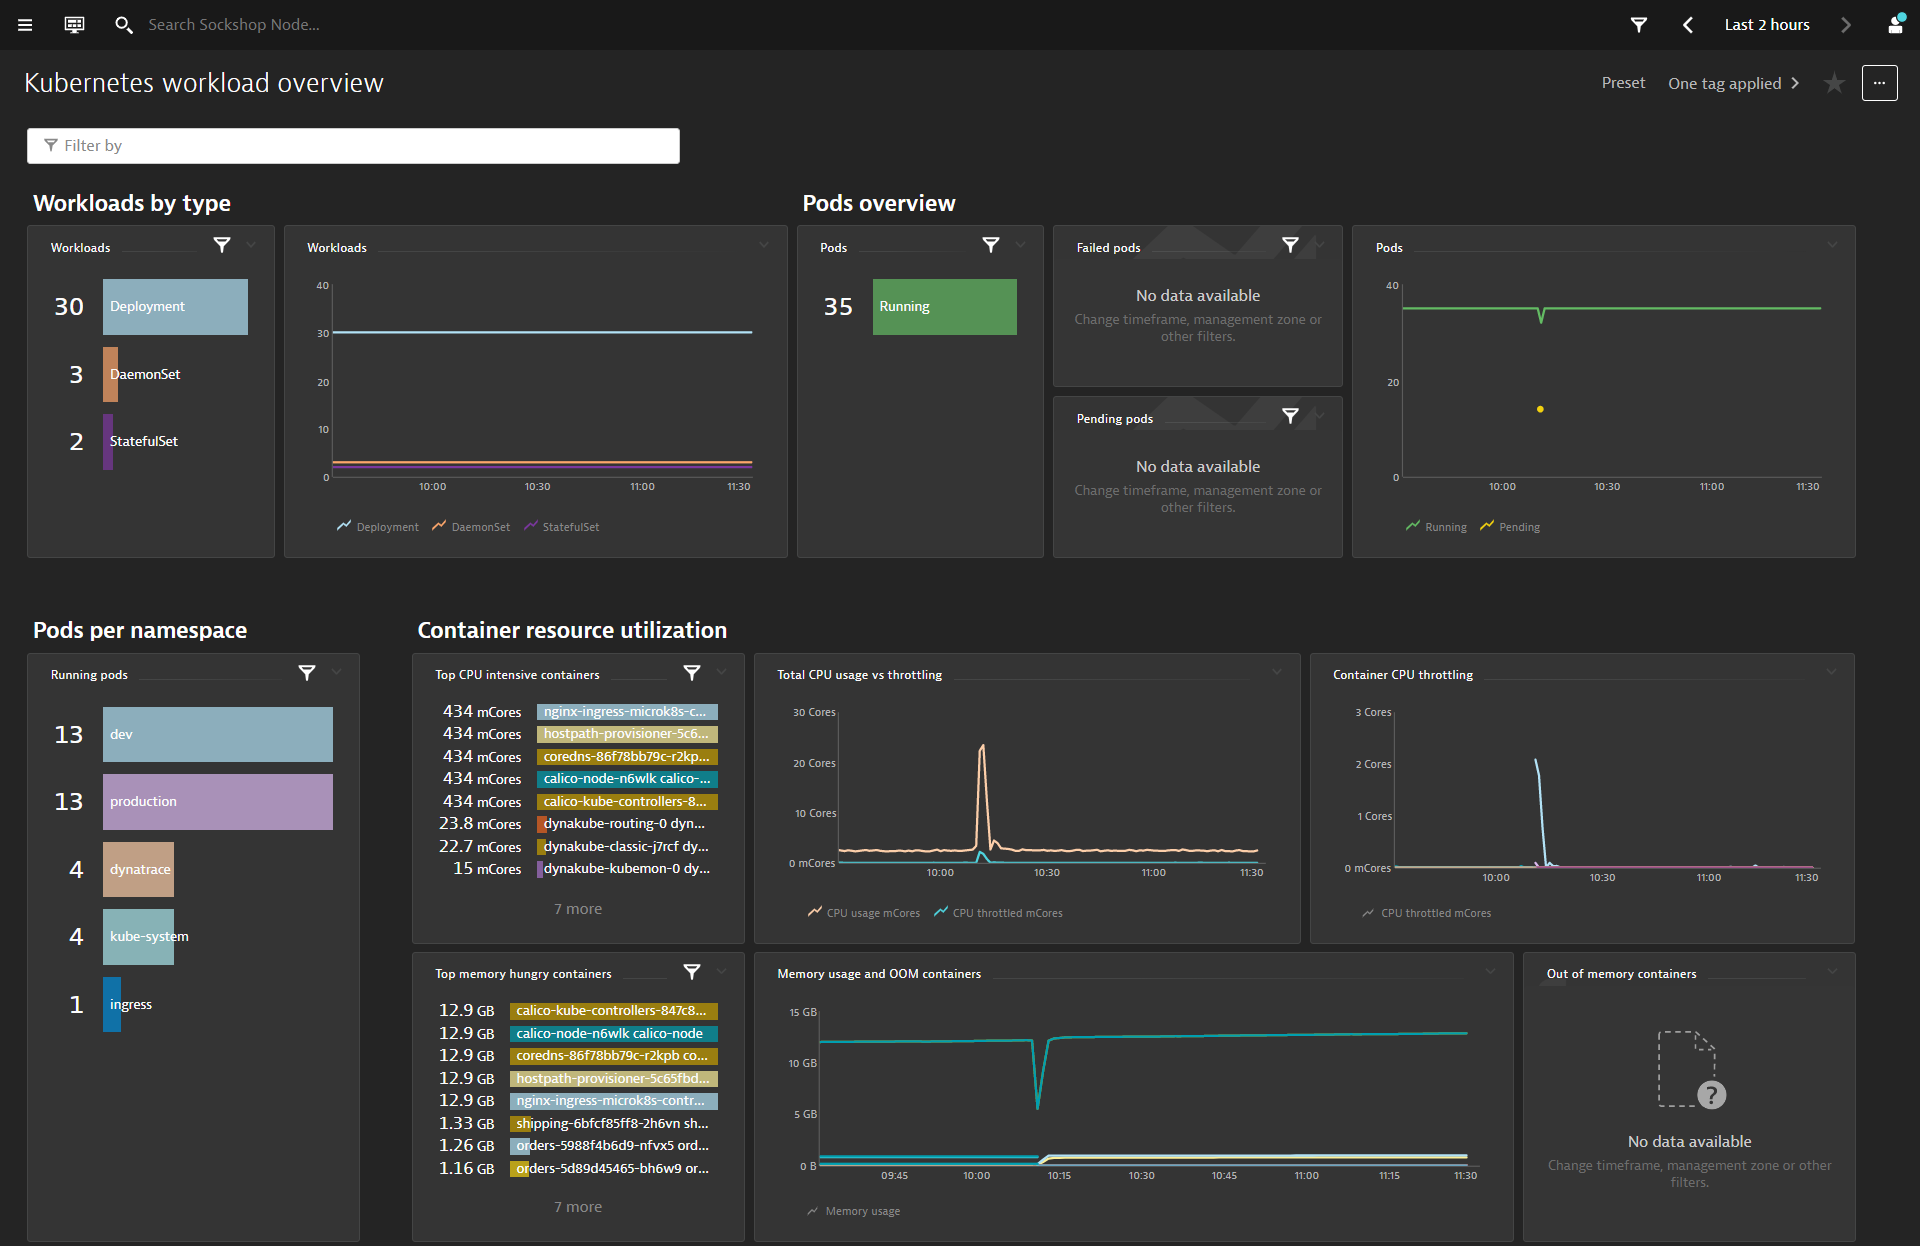 Search Sockshop Node...
Last 2 hours
Kubernetes workload overview
Preset
One tag applied
...
Filter by
Workloads by type
Workloads
30 Deployment
3 DaemonSet
2 StatefulSet
Workloads
40
30
20
10
0
10:00 10:30 11:00 11:30
Deployment DaemonSet StatefulSet
Pods overview
Pods
35 Running
Failed pods
No data available
Change timeframe, management zone or
other filters.
Pending pods
No data available
Change timeframe, management zone or
other filters.
Pods
40
20
0
10:00 10:30 11:00 11:30
Running Pending
Pods per namespace
Running pods
13 dev
13 production
4 dynatrace
4 kube-system
1 ingress
Container resource utilization
Top CPU intensive containers
434 mCores nginx-ingress-microk8s-c...
434 mCores hostpath-provisioner-5c6...
434 mCores coredns-86f78bb79c-r2kp...
434 mCores calico-node-n6wlk calico-...
434 mCores calico-kube-controllers-8...
23.8 mCores dynakube-routing-0 dyn...
22.7 mCores dynakube-classic-j7rcf dy...
15 mCores dynakube-kubemon-0 dy...
7 more
Total CPU usage vs throttling
30 Cores
20 Cores
10 Cores
0 mCores
10:00 10:30 11:00 11:30
CPU usage mCores CPU throttled mCores
Container CPU throttling
3 Cores
2 Cores
1 Cores
0 mCores
10:00 10:30 11:00 11:30
CPU throttled mCores
Top memory hungry containers
12.9 GB calico-kube-controllers-847c8...
12.9 GB calico-node-n6wlk calico-node
12.9 GB coredns-86f78bb79c-r2kpb co...
12.9 GB hostpath-provisioner-5c65fbd...
12.9 GB nginx-ingress-microk8s-contr...
1.33 GB shipping-6bfcf85ff8-2h6vn sh...
1.26 GB orders-5988f4b6d9-nfvx5 ord...
1.16 GB orders-5d89d45465-bh6w9 or...
7 more
Memory usage and OOM containers
15 GB
10 GB
5 GB
0 B
09:45 10:00 10:15 10:30 10:45 11:00 11:15 11:30
Memory usage
Out of memory containers
?
No data available
Change timeframe, management zone or other
filters.